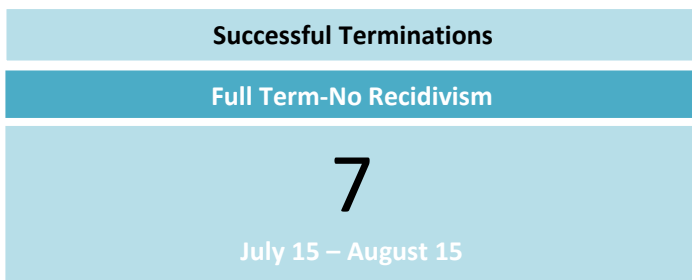 Successful Terminations
Full Term-No Recidivism
7
July 15 – August 15